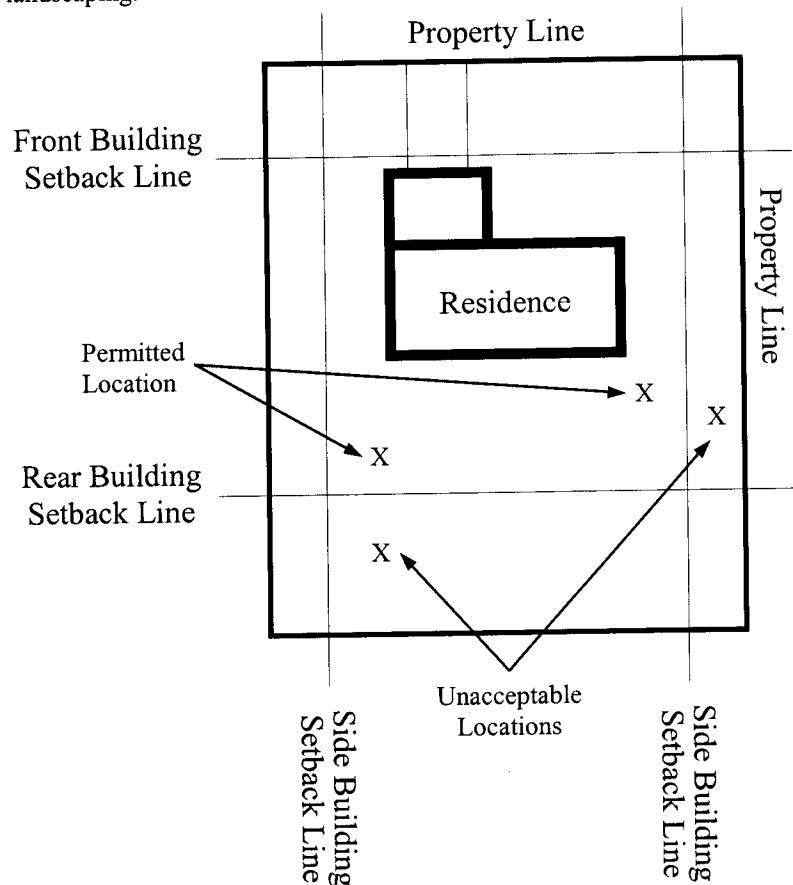 landscaping.
Property Line
Front Building
Setback Line
Property Line
Residence
Permitted
Location
X
X
Rear Building
Setback Line
X
X
Unacceptable
Locations
Side Building
Setback Line
Side Building
Setback Line